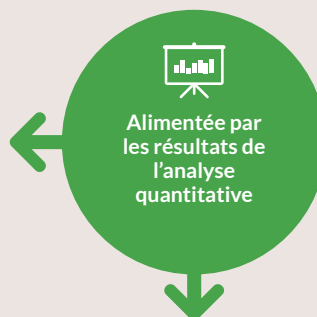 Alimentée par
les résultats de
l’analyse
quantitative